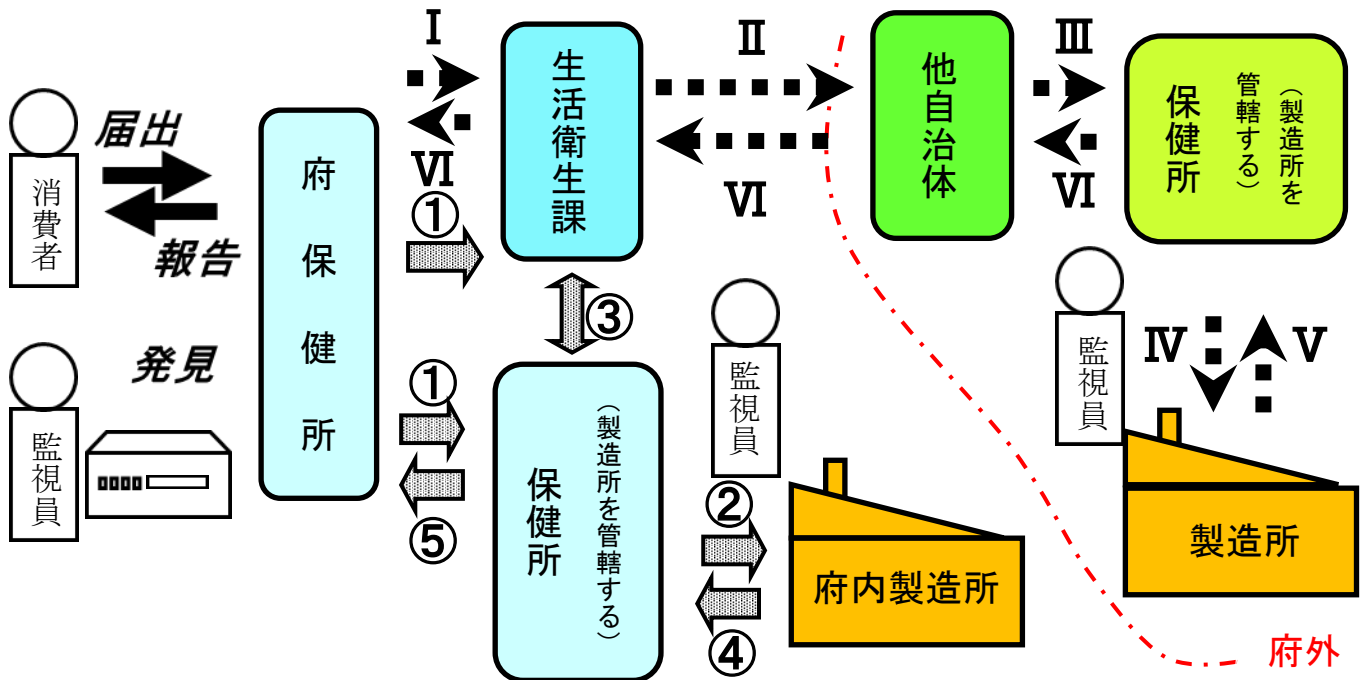 届出
報告
消費者
発見
監視員
府保健所
Ⅰ
Ⅵ
①
生活衛生課
③
①
⑤
(製造所を管轄する)
保健所
Ⅱ
Ⅵ
監視員
②
④
府内製造所
他自治体
Ⅲ
Ⅵ
(製造所を
管轄する)
保健所
監視員
Ⅳ
Ⅴ
製造所
府外